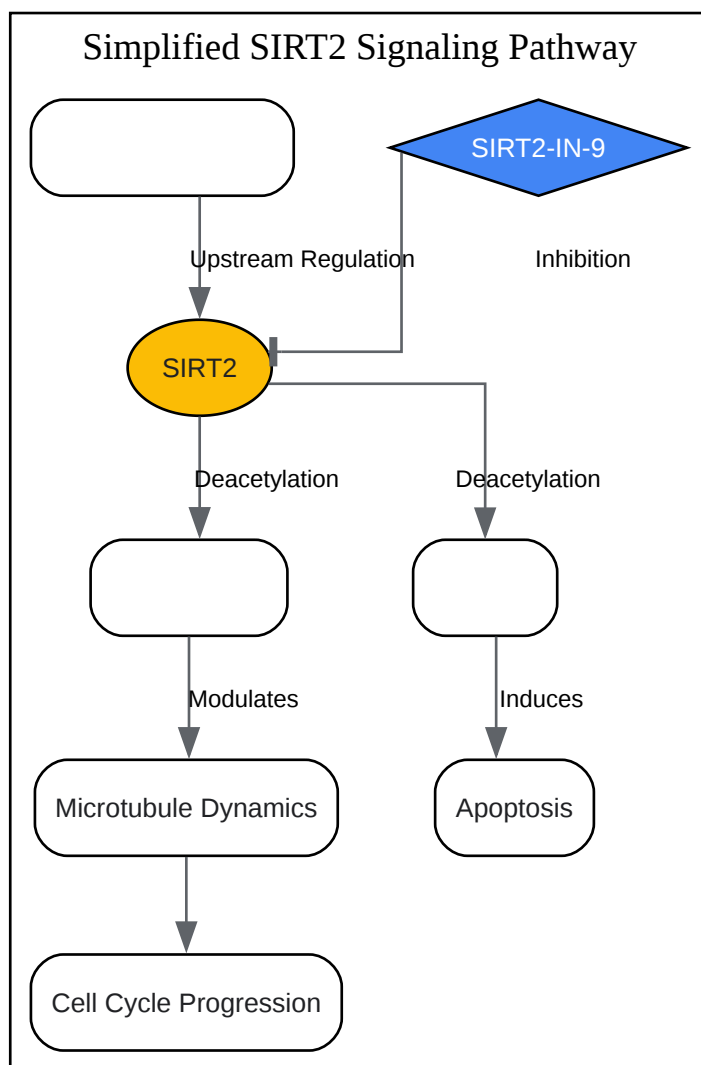 Simplified SIRT2 Signaling Pathway
SIRT2-IN-9
Upstream Regulation
Inhibition
SIRT2
Deacetylation
Deacetylation
Modulates
Induces
Microtubule Dynamics
Apoptosis
Cell Cycle Progression